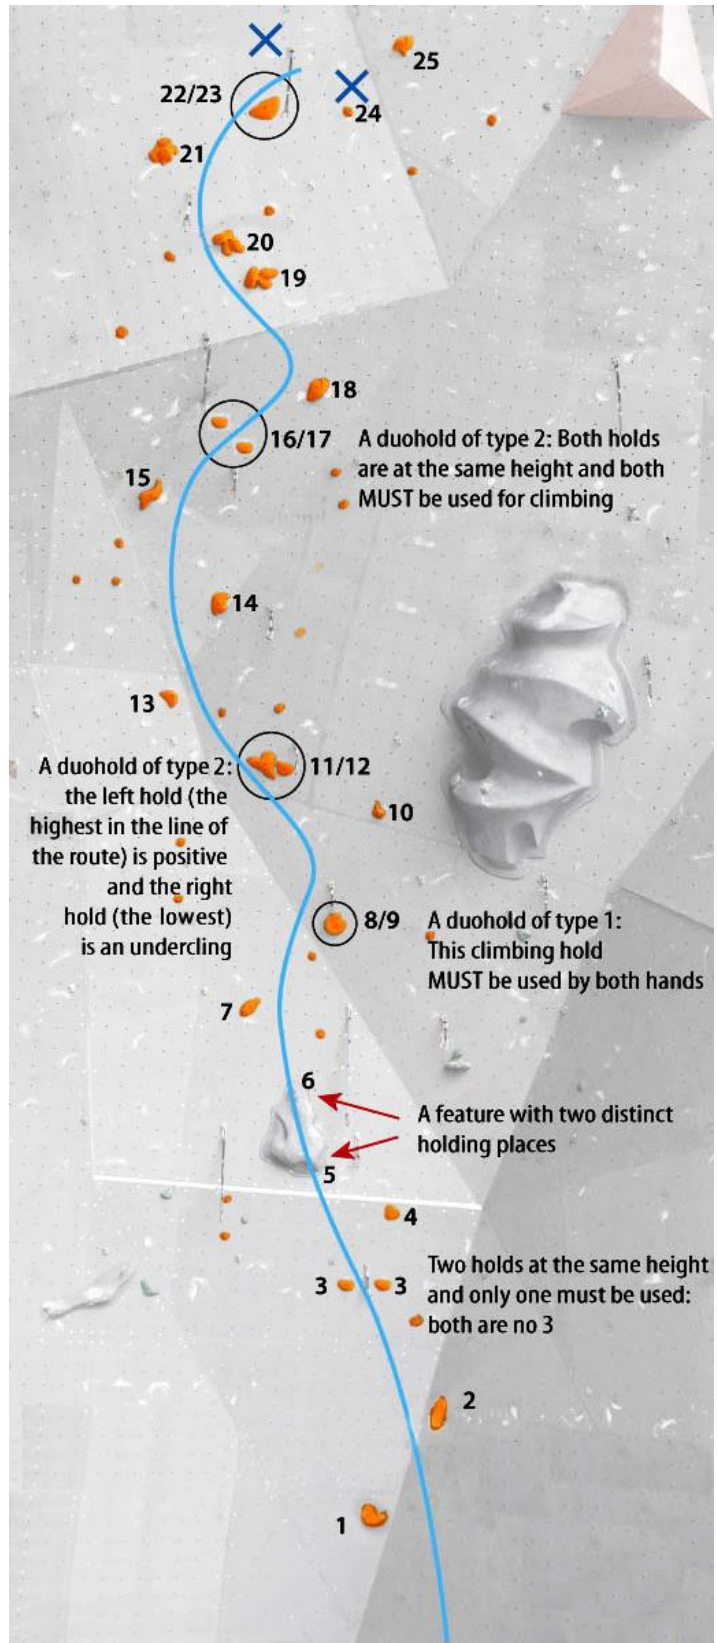 25
22/23
24
21
20
19
18
16/17
A duohold of type 2: Both holds
are at the same height and both
MUST be used for climbing
15
14
13
11/12
A duohold of type 2:
the left hold (the
highest in the line of
the route) is positive
and the right
hold (the lowest)
is an undercling
10
8/9
A duohold of type 1:
This climbing hold
MUST be used by both hands
7
6
A feature with two distinct
holding places
5
4
Two holds at the same height
and only one must be used:
both are no 3
3
3
2
1